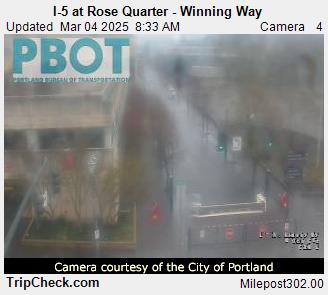 I-5 at Rose Quarter - Winning Way
Updated Mar 04 2025 8:33 AM Camera 4
PBOT
PORTLAND BUREAU OF TRANSPORTATION
Camera courtesy of the City of Portland
TripCheck.com Milepost302.00